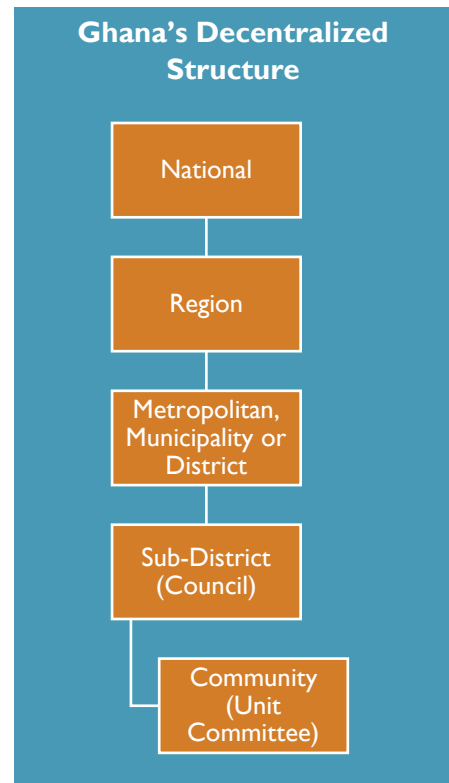 Ghana's Decentralized
Structure
National
Region
Metropolitan,
Municipality or
District
Sub-District
(Council)
Community
(Unit
Committee)